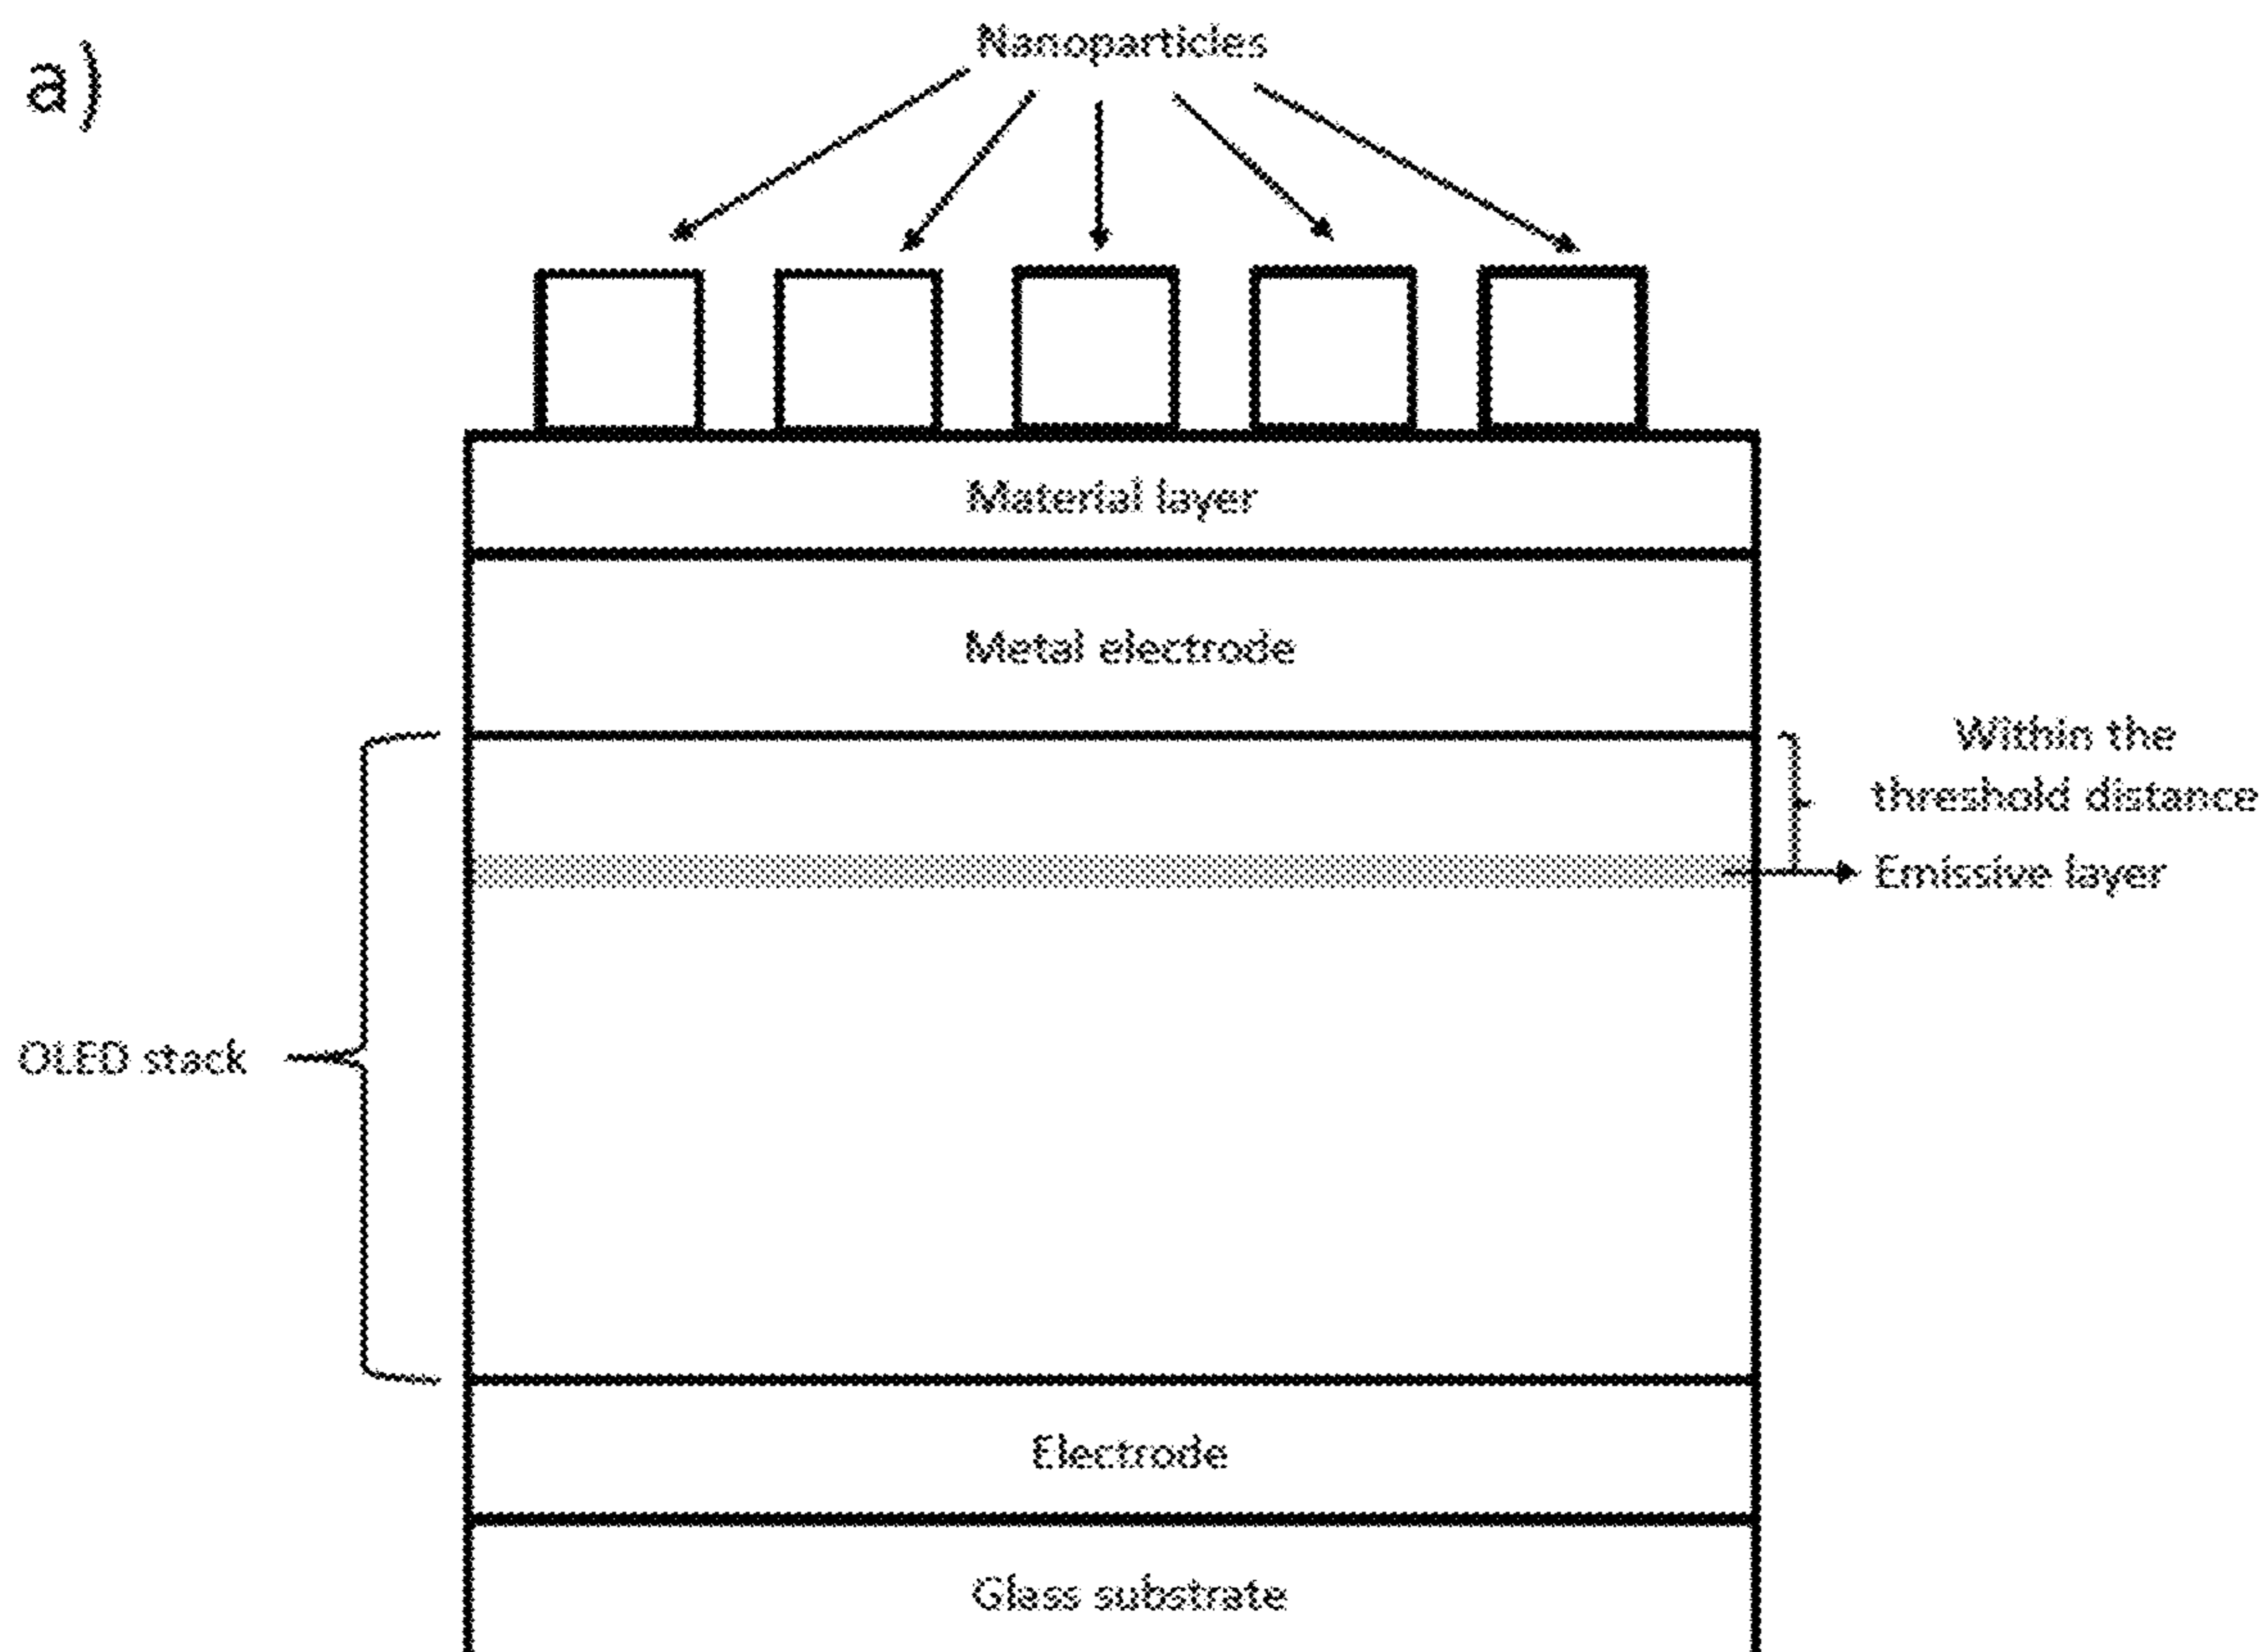 a)
Nanoparticles
Material layer
Metal electrode
Within the
threshold distance
Emissive layer
OLED stack
Electrode
Glass substrate